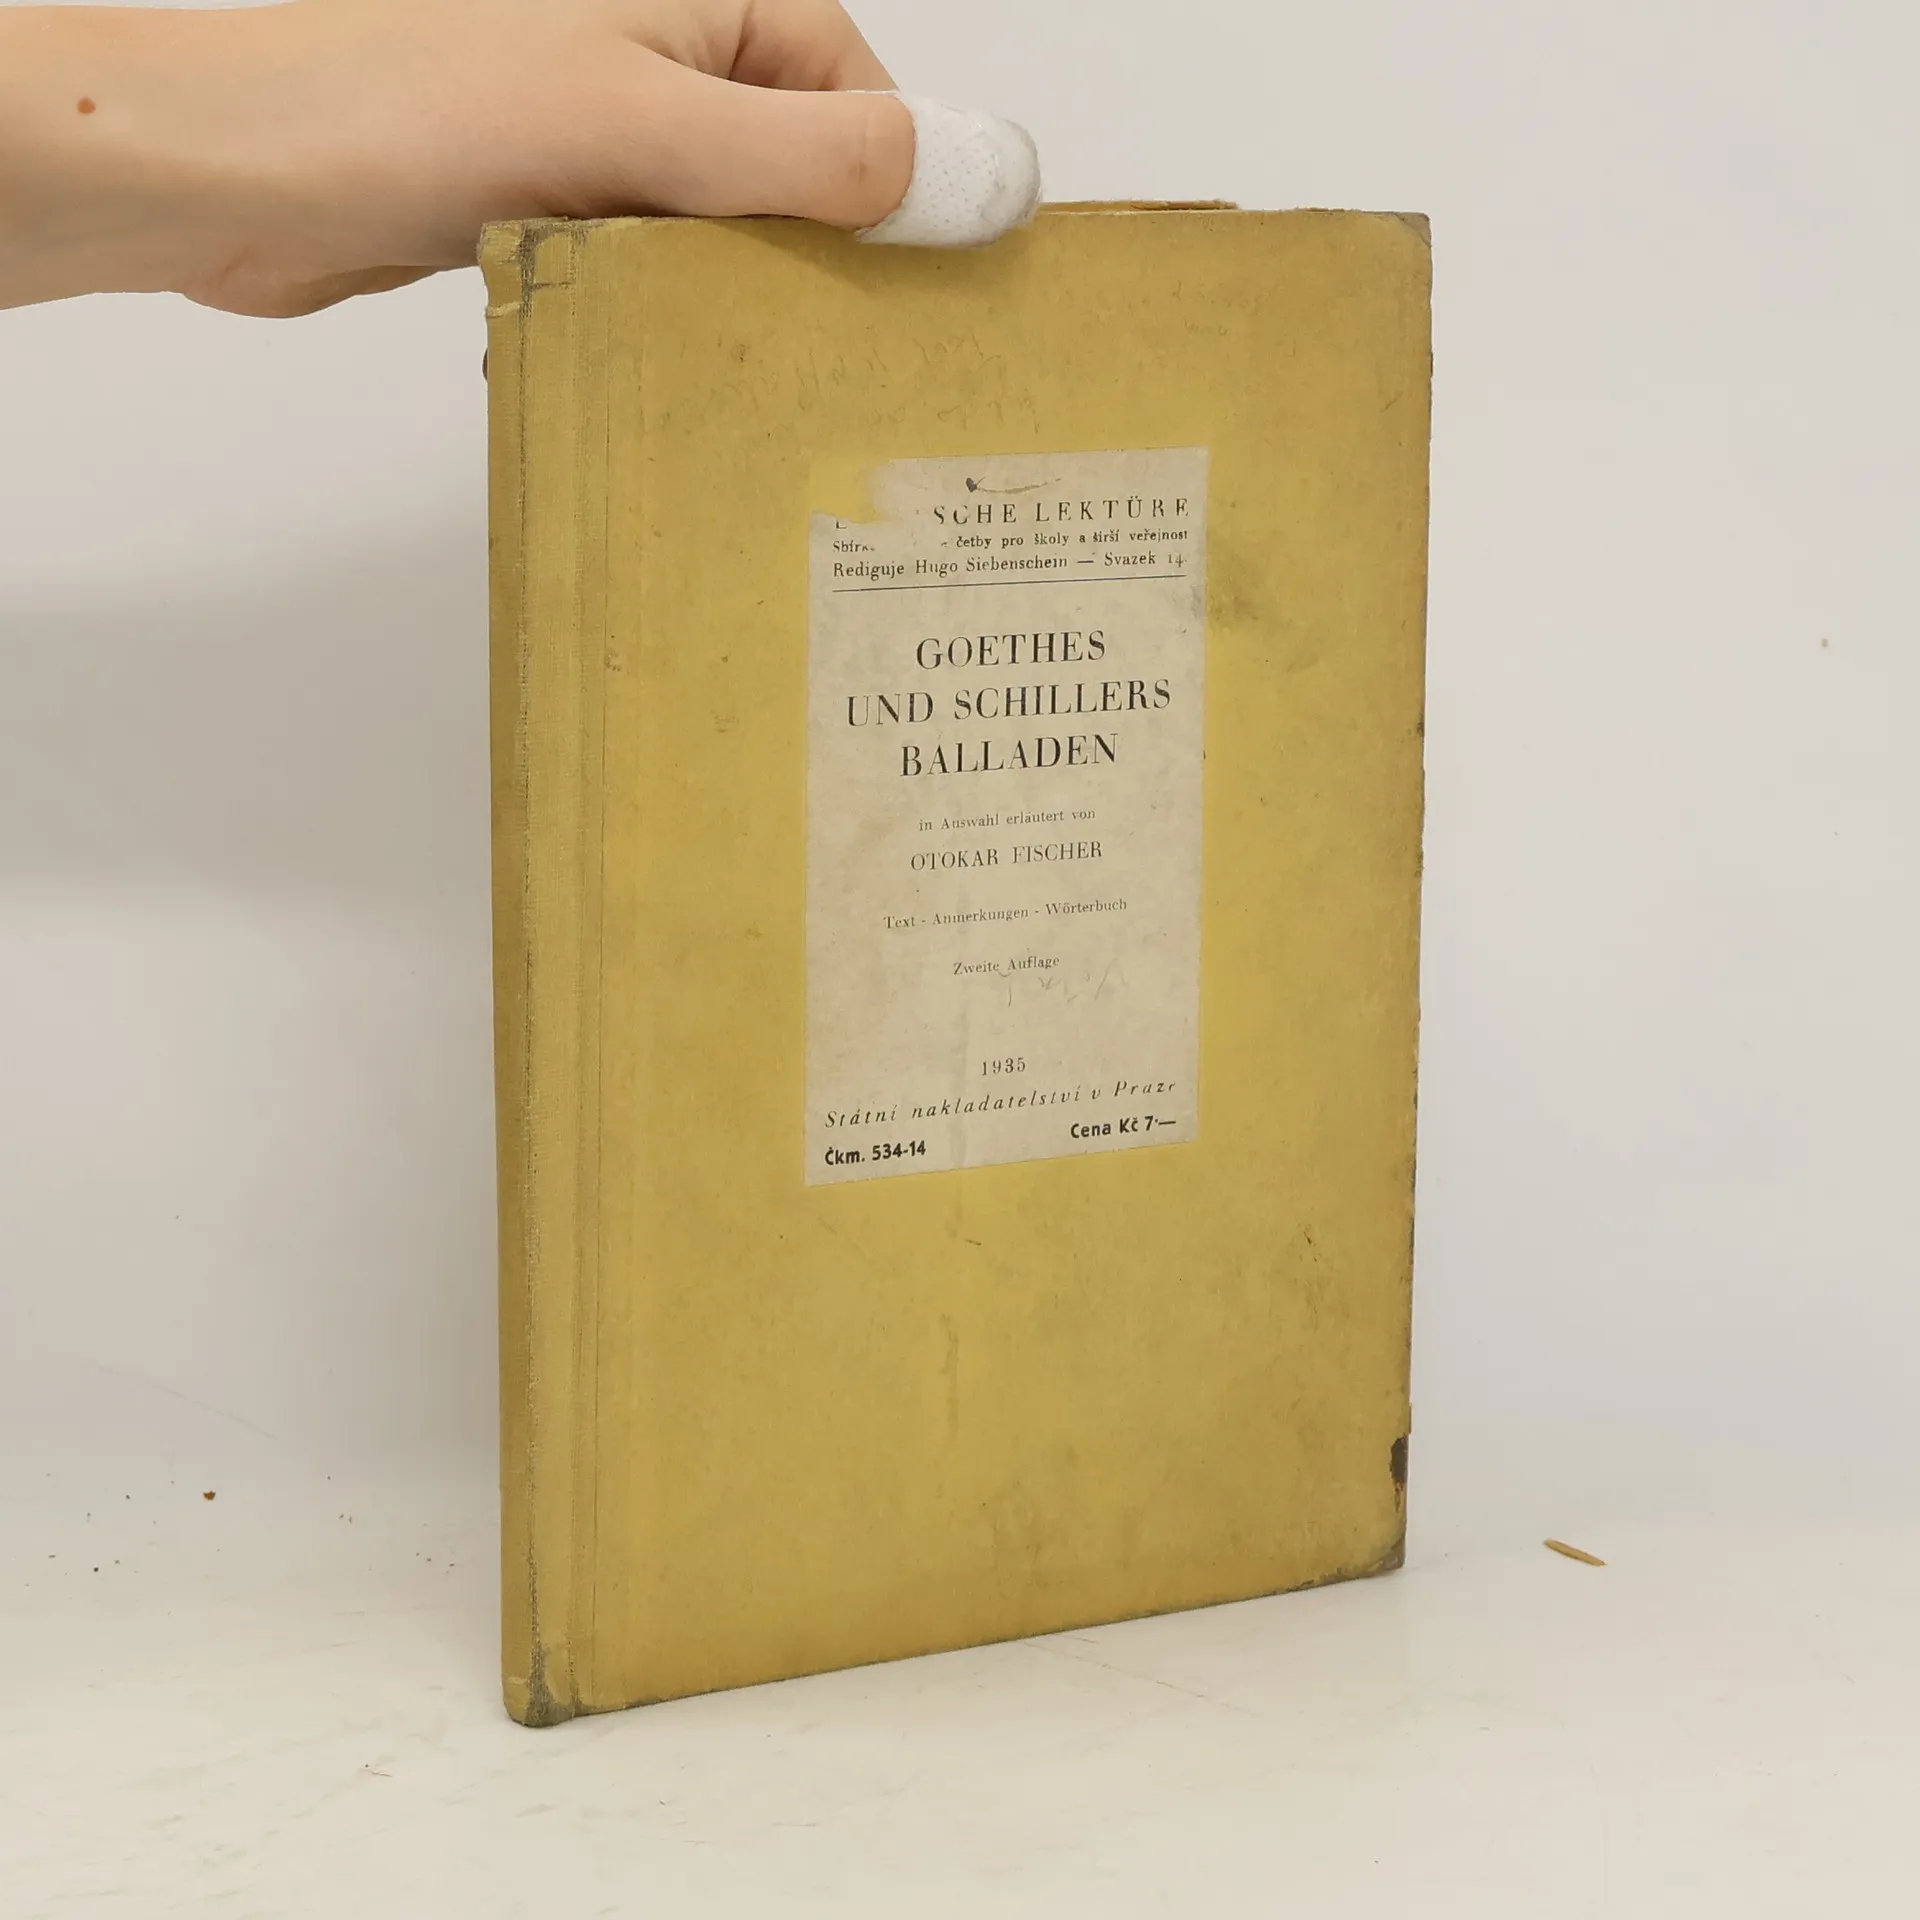 SCHE LEKTÜRE
četby pro školy a širší veřejnost
Rediguje Hugo Siebenschein — Svazek 14.
GOETHES
UND SCHILLERS
BALLADEN
in Auswahl erläutert von
OTOKAR FISCHER
Text - Anmerkungen - Wörterbuch
Zweite Auflage
1935
Státní nakladatelství v Praze
Čkm. 534-14
Cena Kč 7·—